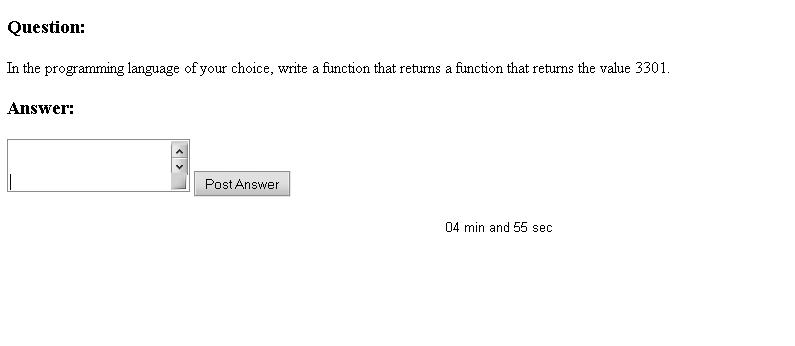 Question:
In the programming language of your choice, write a function that returns a function that returns the value 3301.
Answer:
Post Answer
04 min and 55 sec